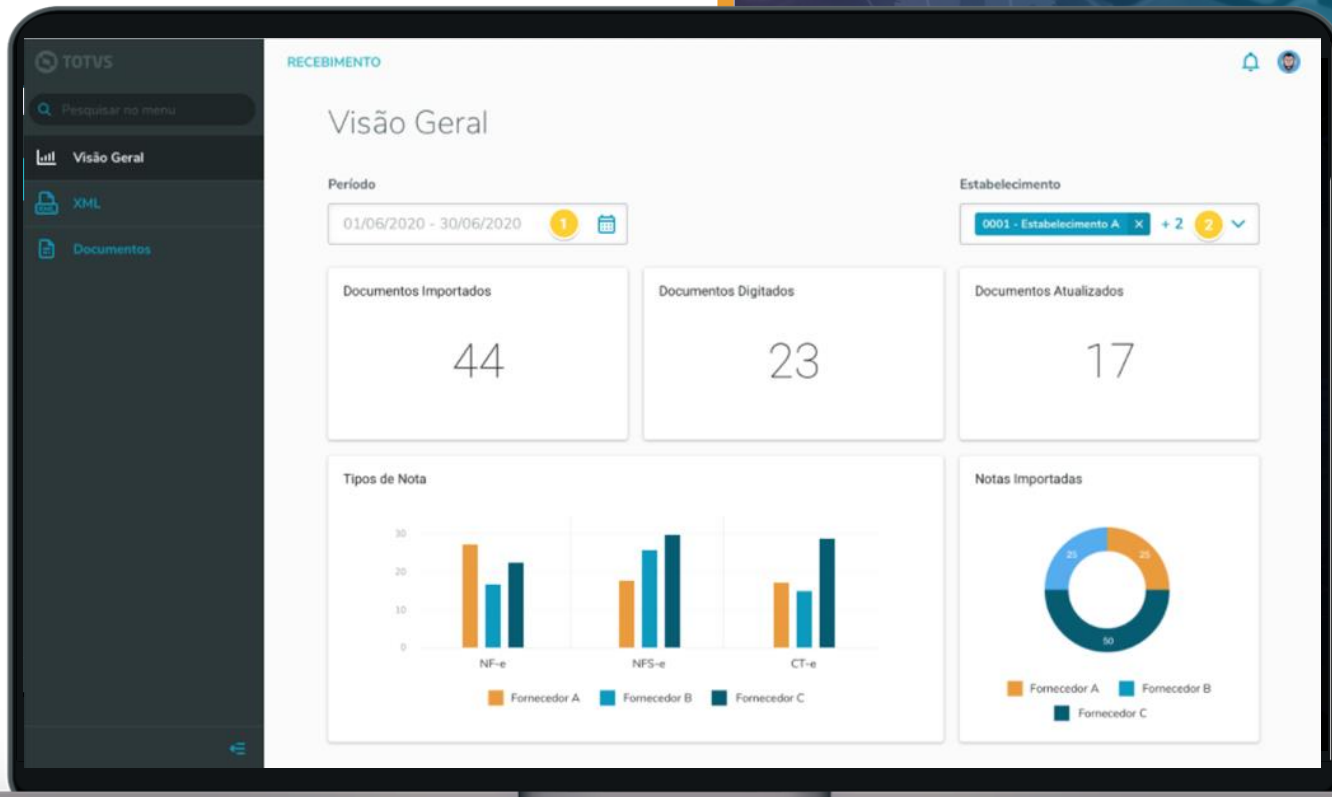 TOTVS
RECEBIMENTO
Pesquisar no menu
Visão Geral
XML
Documentos
Visão Geral
Período
01/06/2020 - 30/06/2020
1
Estabelecimento
0001 - Estabelecimento A
+ 2
2
Documentos Importados
44
Documentos Digitados
23
Documentos Atualizados
17
Tipos de Nota
30
20
10
0
NF-e
NFS-e
CT-e
Fornecedor A
Fornecedor B
Fornecedor C
Notas Importadas
25
25
50
Fornecedor A
Fornecedor B
Fornecedor C